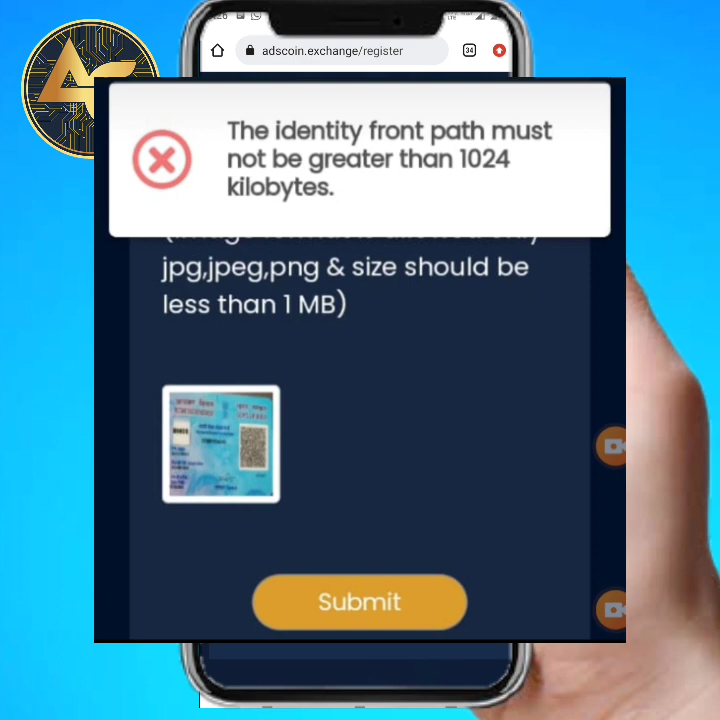 adscoin.exchange/register
34
The identity front path must
not be greater than 1024
kilobytes.
jpg,jpeg,png & size should be
less than 1 MB)
Submit